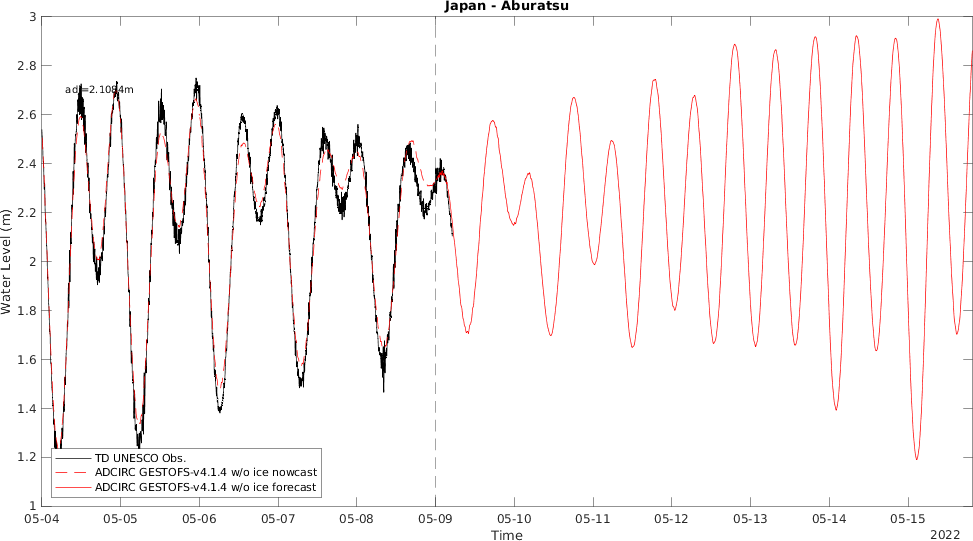 Japan - Aburatsu
3
2.8
2.6
2.4
2.2
2
1.8
1.6
1.4
1.2
1
Water Level (m)
adj=2.1084m
TD UNESCO Obs.
ADCIRC GESTOFS-v4.1.4 w/o ice nowcast
ADCIRC GESTOFS-v4.1.4 w/o ice forecast
05-04 05-05 05-06 05-07 05-08 05-09 05-10 05-11 05-12 05-13 05-14 05-15
Time
2022